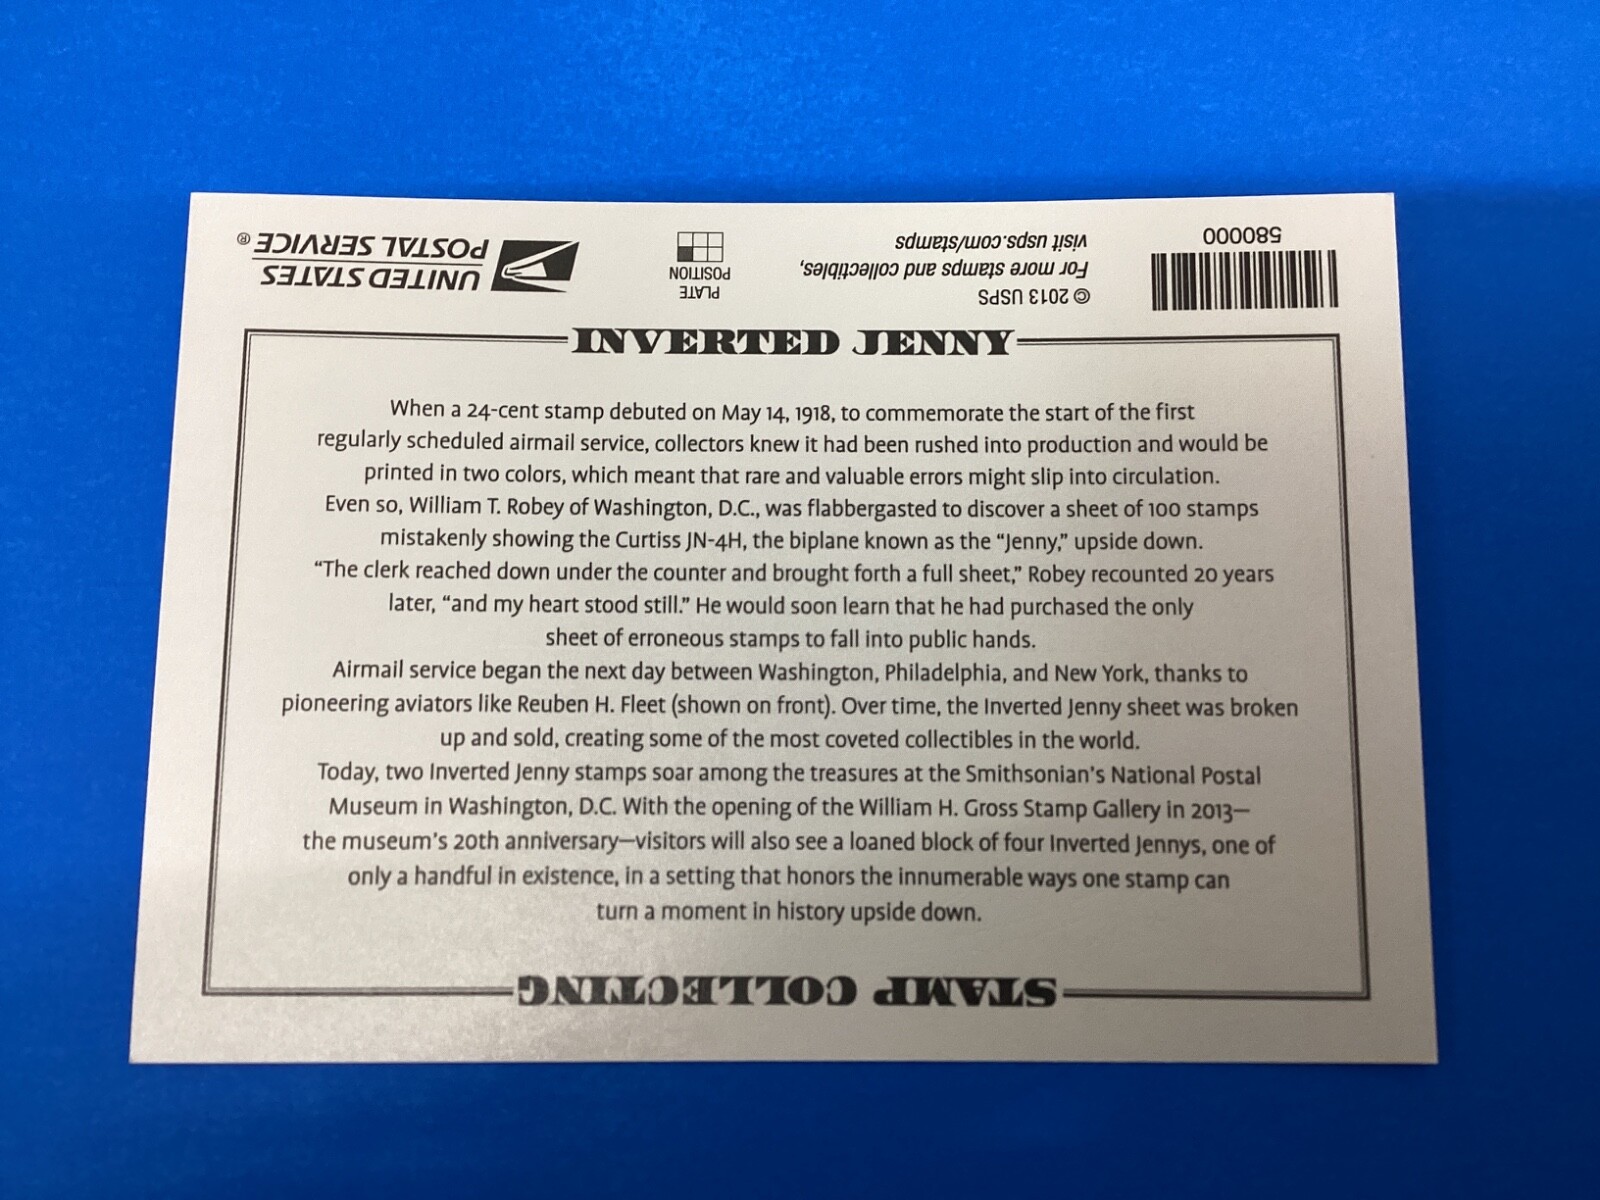 UNITED STATES
POSTAL SERVICE®
PLATE
POSITION
© 2013 USPS
For more stamps and collectibles,
visit usps.com/stamps
580000
INVERTED JENNY
When a 24-cent stamp debuted on May 14, 1918, to commemorate the start of the first
regularly scheduled airmail service, collectors knew it had been rushed into production and would be
printed in two colors, which meant that rare and valuable errors might slip into circulation.
Even so, William T. Robey of Washington, D.C., was flabbergasted to discover a sheet of 100 stamps
mistakenly showing the Curtiss JN-4H, the biplane known as the “Jenny,” upside down.
“The clerk reached down under the counter and brought forth a full sheet,” Robey recounted 20 years
later, “and my heart stood still.” He would soon learn that he had purchased the only
sheet of erroneous stamps to fall into public hands.
Airmail service began the next day between Washington, Philadelphia, and New York, thanks to
pioneering aviators like Reuben H. Fleet (shown on front). Over time, the Inverted Jenny sheet was broken
up and sold, creating some of the most coveted collectibles in the world.
Today, two Inverted Jenny stamps soar among the treasures at the Smithsonian’s National Postal
Museum in Washington, D.C. With the opening of the William H. Gross Stamp Gallery in 2013—
the museum’s 20th anniversary—visitors will also see a loaned block of four Inverted Jennys, one of
only a handful in existence, in a setting that honors the innumerable ways one stamp can
turn a moment in history upside down.
STAMP COLLECTING